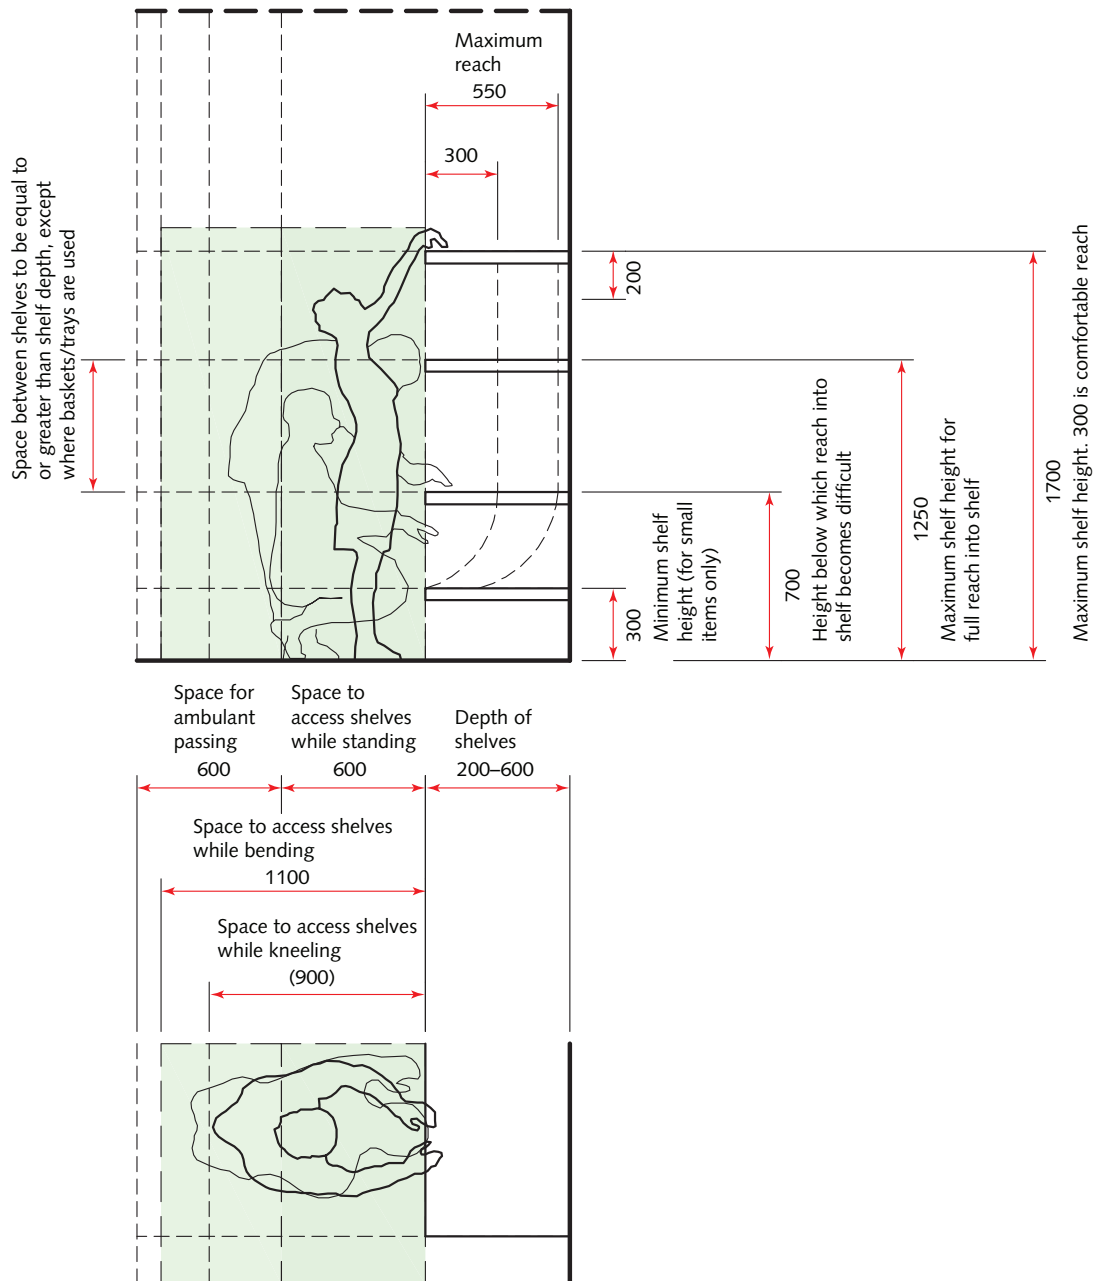 Maximum
reach
550
300
Space between shelves to be equal to
or greater than shelf depth, except
where baskets/trays are used
200
300
Minimum shelf
height (for small
items only)
700
Height below which reach into
shelf becomes difficult
1250
Maximum shelf height for
full reach into shelf
1700
Maximum shelf height. 300 is comfortable reach
Space for
ambulant
passing
600
Space to
access shelves
while standing
600
Depth of
shelves
200–600
Space to access shelves
while bending
1100
Space to access shelves
while kneeling
(900)